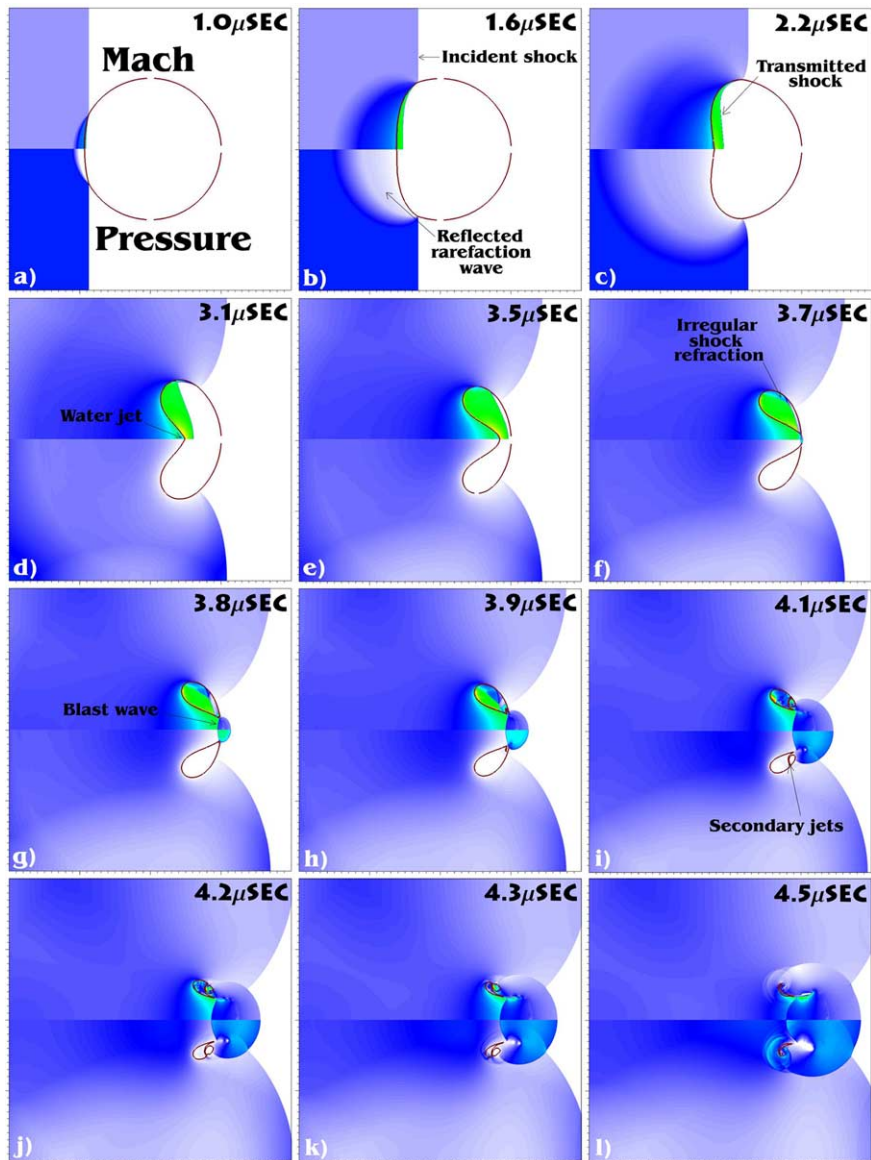 1.0μSEC
Mach
Pressure
a)
1.6μSEC
Incident shock
Reflected
rarefaction
wave
b)
2.2μSEC
Transmitted
shock
c)
3.1μSEC
Water jet
d)
3.5μSEC
e)
3.7μSEC
Irregular
shock
refraction
f)
3.8μSEC
Blast wave
g)
3.9μSEC
h)
4.1μSEC
Secondary jets
i)
4.2μSEC
j)
4.3μSEC
k)
4.5μSEC
l)